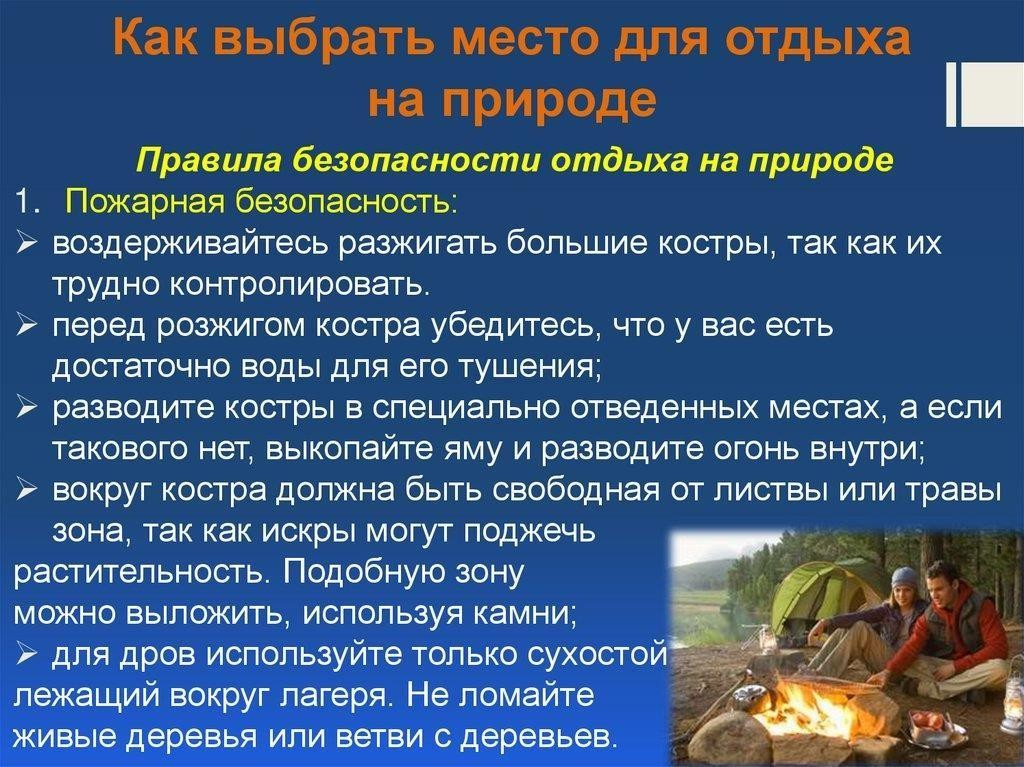 Как выбрать место для отдыха
на природе
Правила безопасности отдыха на природе
1. Пожарная безопасность:
➢ воздерживайтесь разжигать большие костры, так как их
трудно контролировать.
➢ перед розжигом костра убедитесь, что у вас есть
достаточно воды для его тушения;
➢ разводите костры в специально отведенных местах, а если
такового нет, выкопайте яму и разводите огонь внутри;
➢ вокруг костра должна быть свободная от листвы или травы
зона, так как искры могут поджечь
растительность. Подобную зону
можно выложить, используя камни;
➢ для дров используйте только сухостой
лежащий вокруг лагеря. Не ломайте
живые деревья или ветви с деревьев.